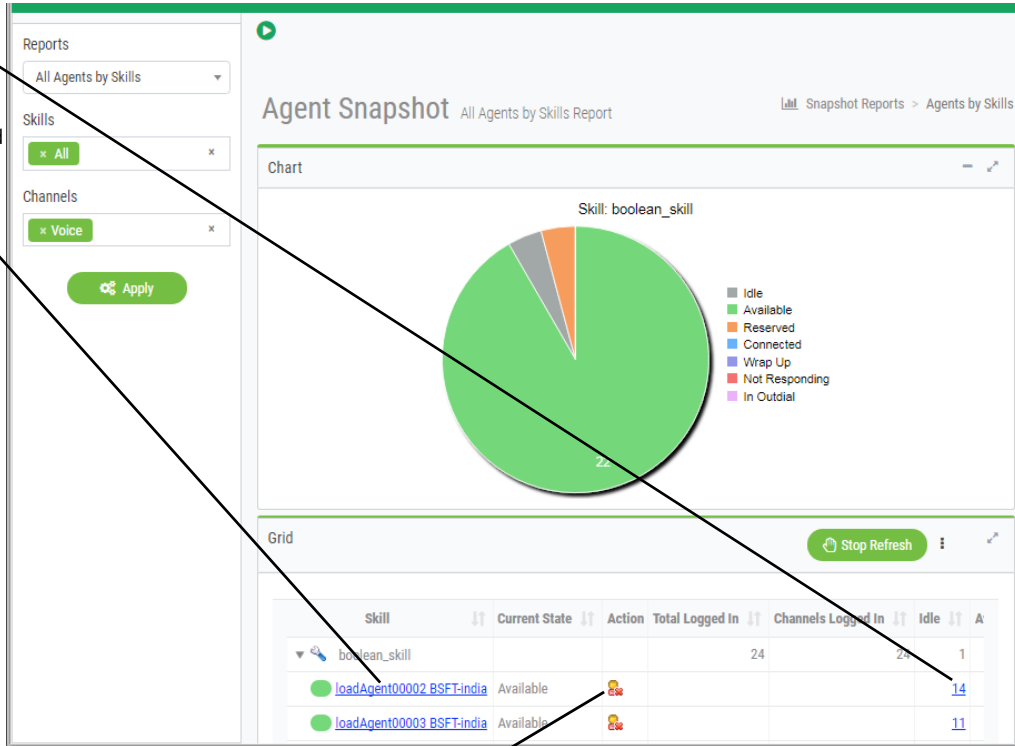 Reports
All Agents by Skills
Skills
× All ×
Channels
× Voice ×
Apply
Agent Snapshot All Agents by Skills Report
Snapshot Reports > Agents by Skills
Chart
Skill: boolean_skill
22
Idle
Available
Reserved
Connected
Wrap Up
Not Responding
In Outdial
Grid
Stop Refresh
Skill Current State Action Total Logged In Channels Logged In Idle
boolean_skill 24 24 1
loadAgent00002 BSFT-india Available 14
loadAgent00003 BSFT-india Available 11